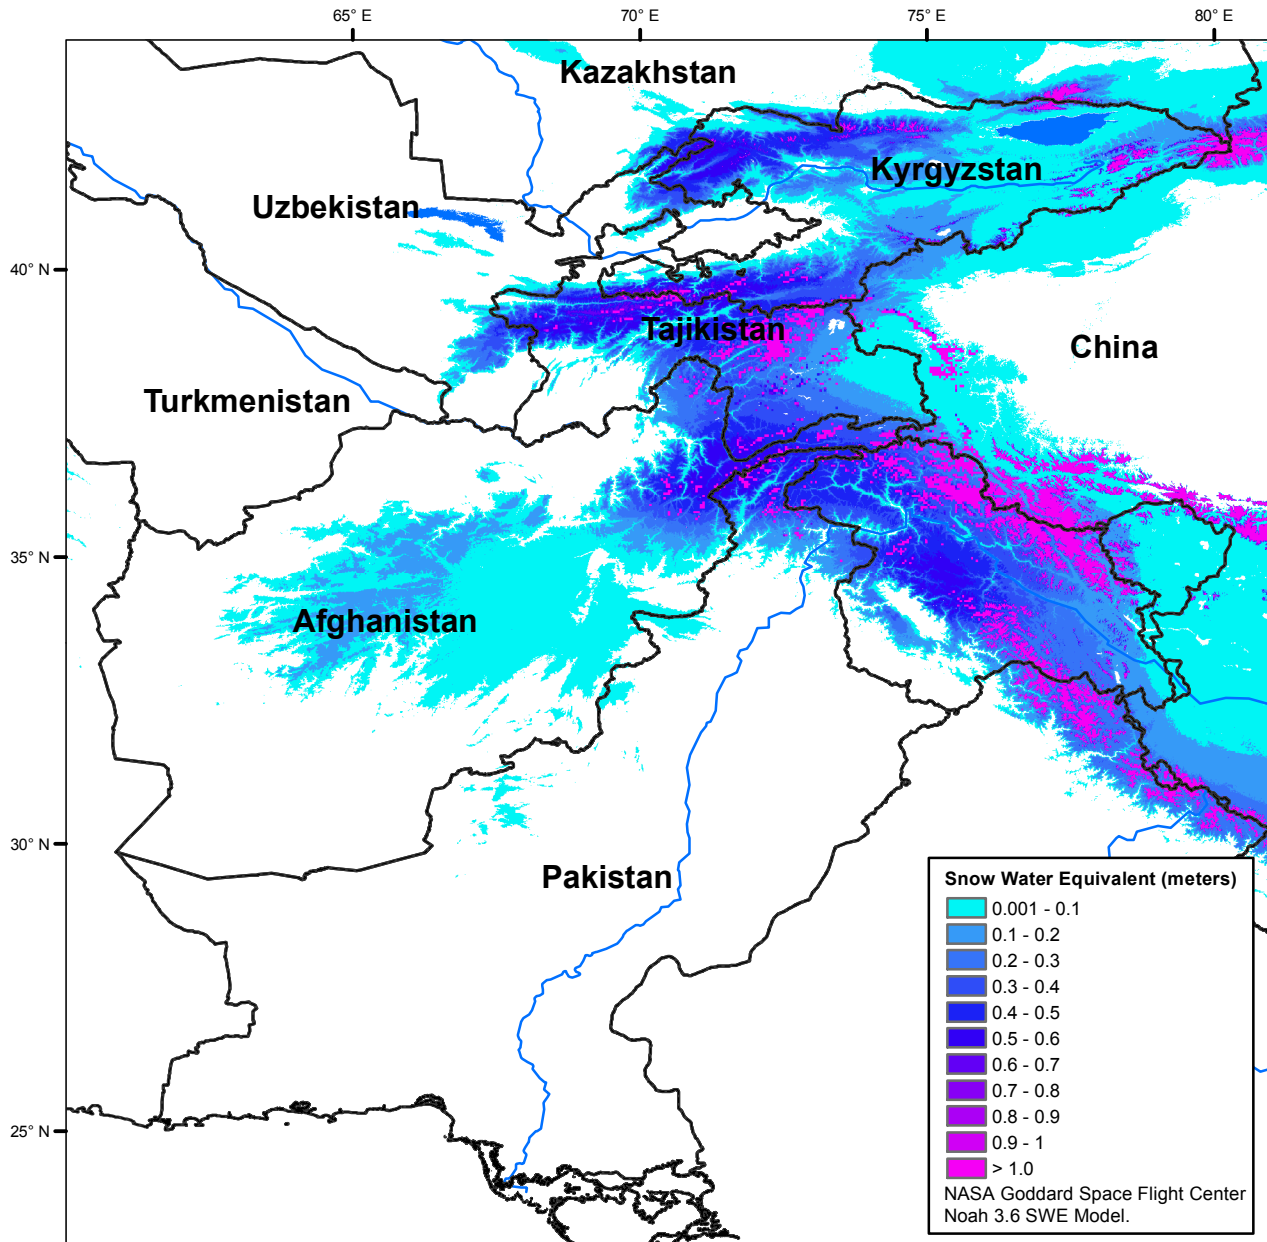 65° E
70° E
75° E
80° E
Kazakhstan
Kyrgyzstan
Uzbekistan
40° N
Tajikistan
China
Turkmenistan
35° N
Afghanistan
30° N
Pakistan
25° N
Snow Water Equivalent (meters)
0.001 - 0.1
0.1 - 0.2
0.2 - 0.3
0.3 - 0.4
0.4 - 0.5
0.5 - 0.6
0.6 - 0.7
0.7 - 0.8
0.8 - 0.9
0.9 - 1
> 1.0
NASA Goddard Space Flight Center
Noah 3.6 SWE Model.